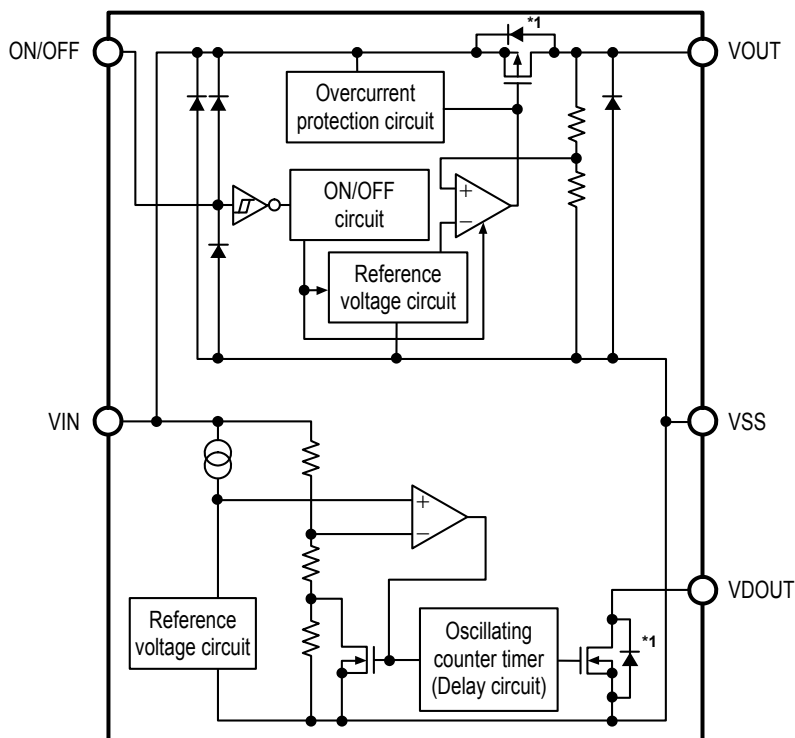 *1
ON/OFF
VOUT
Overcurrent
protection circuit
ON/OFF
circuit
+
−
Reference
voltage circuit
VIN
VSS
+
−
VDOUT
Reference
voltage circuit
Oscillating
counter timer
(Delay circuit)
*1